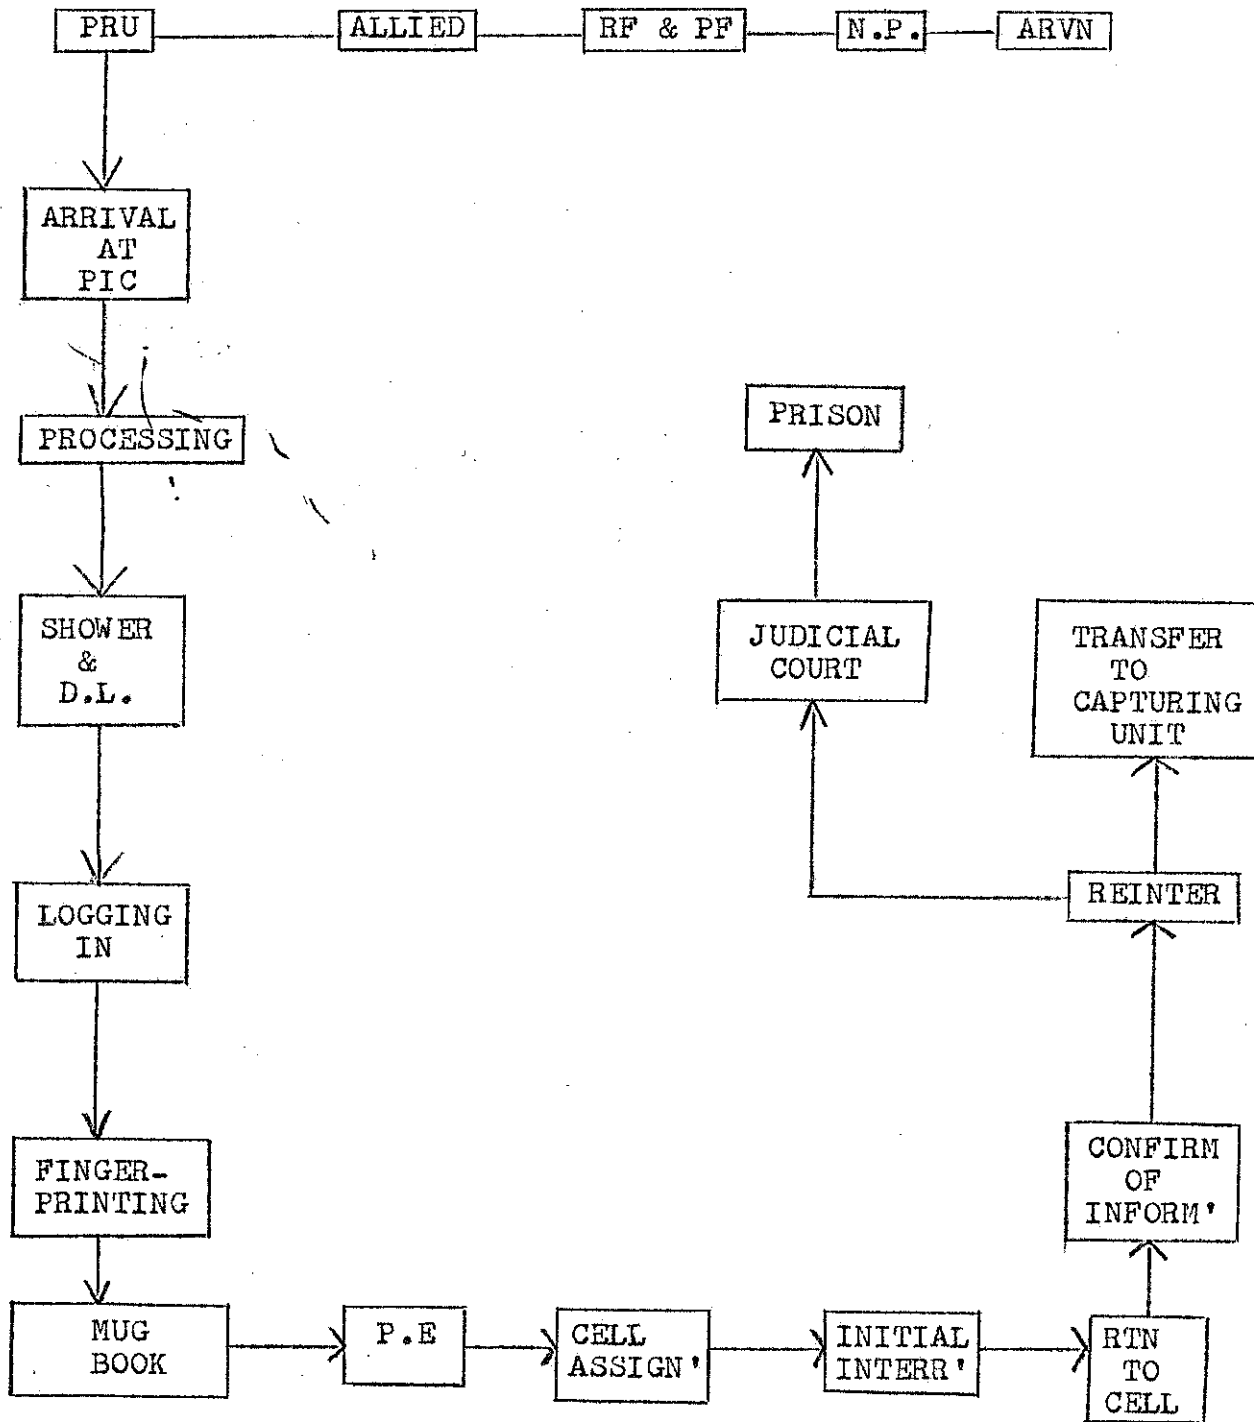 PRU
ALLIED
RF & PF
N.P.
ARVN
ARRIVAL
AT
PIC
PROCESSING
SHOWER
&
D.L.
LOGGING
IN
FINGER-
PRINTING
MUG
BOOK
P.E
CELL
ASSIGN'
INITIAL
INTERR'
RTN
TO
CELL
CONFIRM
OF
INFORM'
REINTER
TRANSFER
TO
CAPTURING
UNIT
JUDICIAL
COURT
PRISON